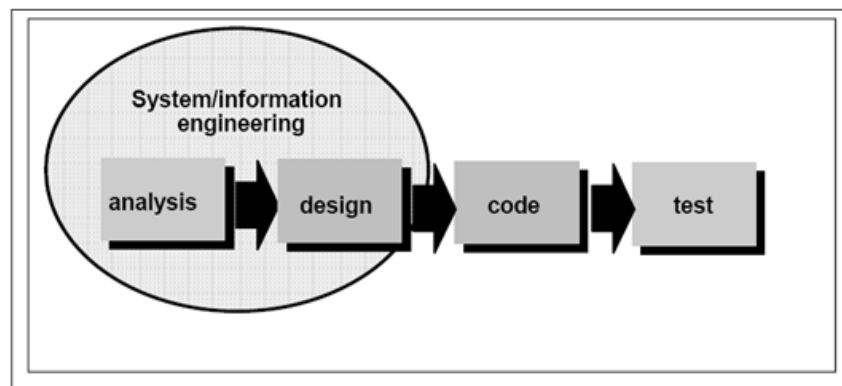 System/information
engineering
analysis
design
code
test